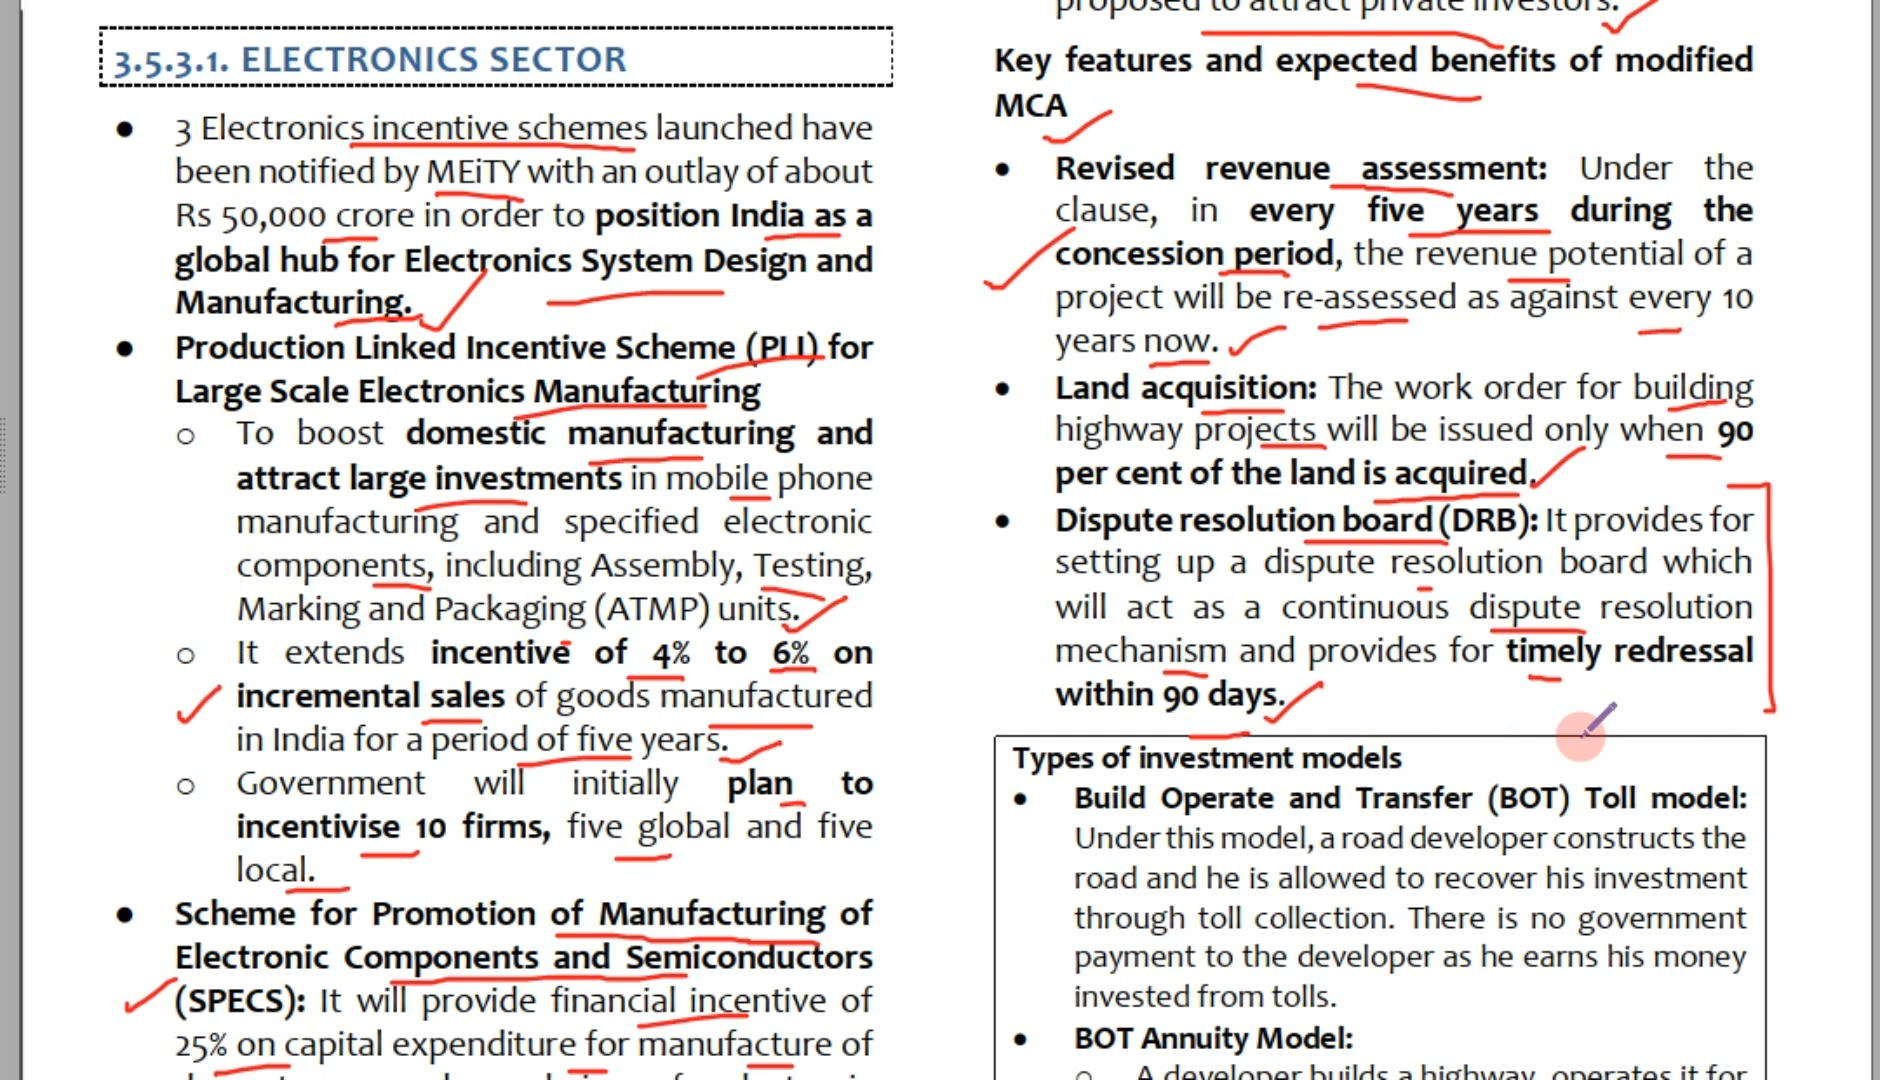 3.5.3.1. ELECTRONICS SECTOR
● 3 Electronics incentive schemes launched have
been notified by MEiTY with an outlay of about
Rs 50,000 crore in order to position India as a
global hub for Electronics System Design and
Manufacturing.
● Production Linked Incentive Scheme (PLI) for
Large Scale Electronics Manufacturing
o To boost domestic manufacturing and
attract large investments in mobile phone
manufacturing and specified electronic
components, including Assembly, Testing,
Marking and Packaging (ATMP) units.
o It extends incentive of 4% to 6% on
incremental sales of goods manufactured
in India for a period of five years.
o Government will initially plan to
incentivise 10 firms, five global and five
local.
● Scheme for Promotion of Manufacturing of
Electronic Components and Semiconductors
(SPECS): It will provide financial incentive of
25% on capital expenditure for manufacture of
proposed to attract private investors.
Key features and expected benefits of modified
MCA
● Revised revenue assessment: Under the
clause, in every five years during the
concession period, the revenue potential of a
project will be re-assessed as against every 10
years now.
● Land acquisition: The work order for building
highway projects will be issued only when 90
per cent of the land is acquired.
● Dispute resolution board (DRB): It provides for
setting up a dispute resolution board which
will act as a continuous dispute resolution
mechanism and provides for timely redressal
within 90 days.
Types of investment models
● Build Operate and Transfer (BOT) Toll model:
Under this model, a road developer constructs the
road and he is allowed to recover his investment
through toll collection. There is no government
payment to the developer as he earns his money
invested from tolls.
● BOT Annuity Model:
o A developer builds a highway, operates it for